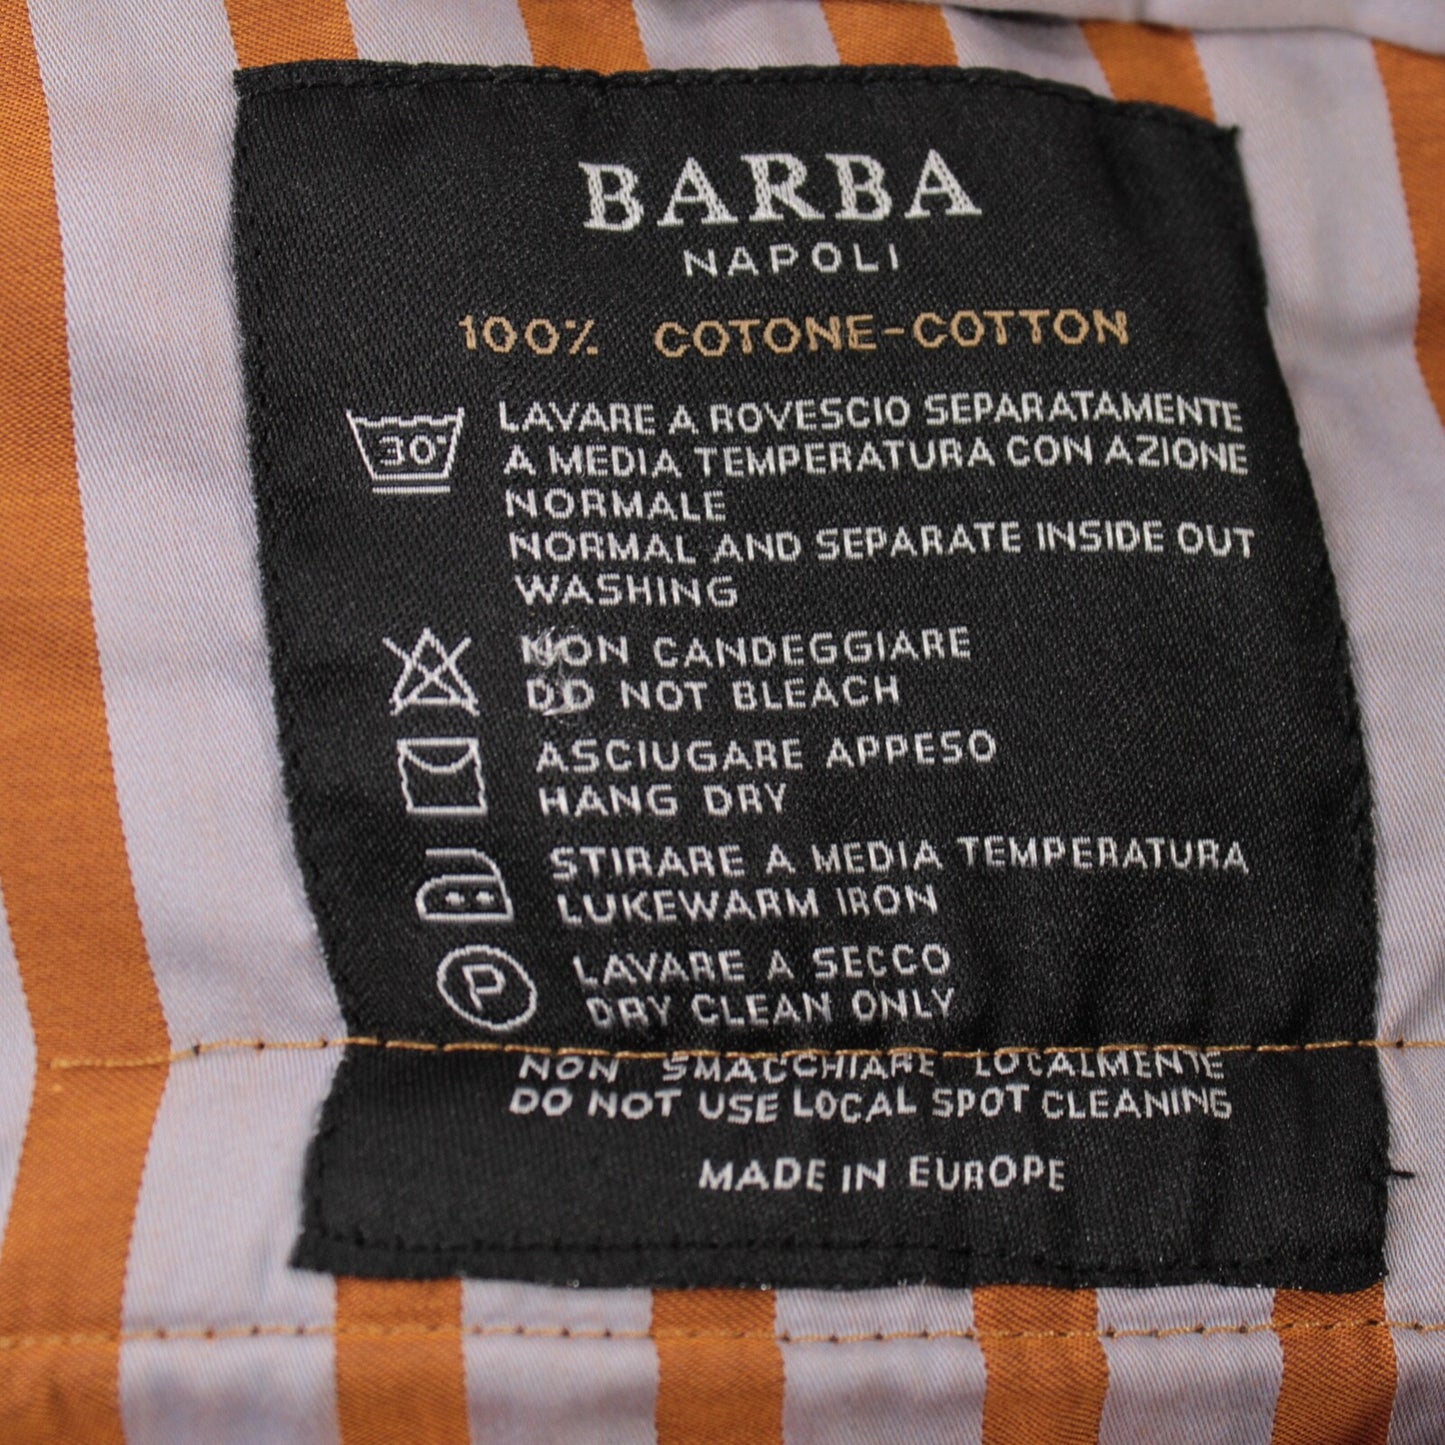 BARBA
NAPOLI
100% COTONE-COTTON
30°
LAVARE A ROVESCIO SEPARATAMENTE
A MEDIA TEMPERATURA CON AZIONE
NORMALE
NORMAL AND SEPARATE INSIDE OUT
WASHING
NON CANDEGGIARE
DO NOT BLEACH
ASCIUGARE APPESO
HANG DRY
STIRARE A MEDIA TEMPERATURA
LUKEWARM IRON
P
LAVARE A SECCO
DRY CLEAN ONLY
NON SMACCHIARE LOCALMENTE
DO NOT USE LOCAL SPOT CLEANING
MADE IN EUROPE